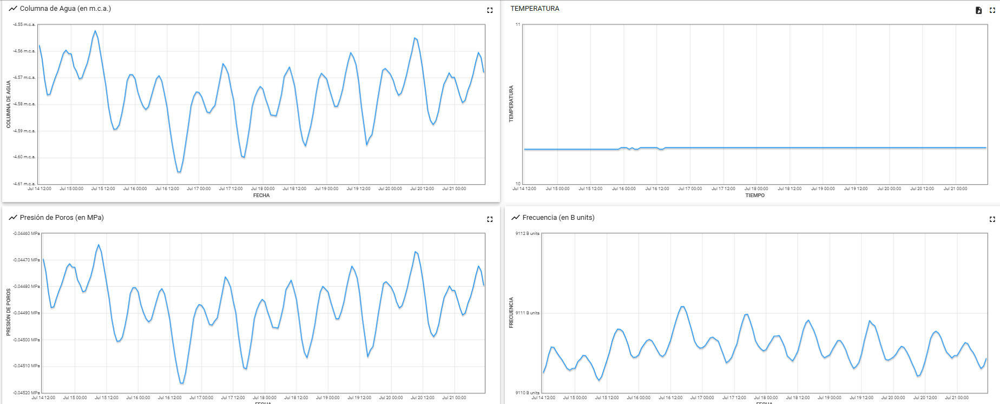 Columna de Agua (en m.c.a.)
-4.55 m.c.a.
-4.56 m.c.a.
-4.57 m.c.a.
-4.58 m.c.a.
-4.59 m.c.a.
-4.60 m.c.a.
-4.61 m.c.a.
COLUMNA DE AGUA
Jul 14 12:00 Jul 15 00:00 Jul 15 12:00 Jul 16 00:00 Jul 16 12:00 Jul 17 00:00 Jul 17 12:00 Jul 18 00:00 Jul 18 12:00 Jul 19 00:00 Jul 19 12:00 Jul 20 00:00 Jul 20 12:00 Jul 21 00:00
FECHA
TEMPERATURA
11
10
TEMPERATURA
Jul 14 12:00 Jul 15 00:00 Jul 15 12:00 Jul 16 00:00 Jul 16 12:00 Jul 17 00:00 Jul 17 12:00 Jul 18 00:00 Jul 18 12:00 Jul 19 00:00 Jul 19 12:00 Jul 20 00:00 Jul 20 12:00 Jul 21 00:00
TIEMPO
Presión de Poros (en MPa)
-0.04460 MPa
-0.04470 MPa
-0.04480 MPa
-0.04490 MPa
-0.04500 MPa
-0.04510 MPa
-0.04520 MPa
PRESIÓN DE POROS
Jul 14 12:00 Jul 15 00:00 Jul 15 12:00 Jul 16 00:00 Jul 16 12:00 Jul 17 00:00 Jul 17 12:00 Jul 18 00:00 Jul 18 12:00 Jul 19 00:00 Jul 19 12:00 Jul 20 00:00 Jul 20 12:00 Jul 21 00:00
FECHA
Frecuencia (en B units)
9112 B units
9111 B units
9110 B units
FRECUENCIA
Jul 14 12:00 Jul 15 00:00 Jul 15 12:00 Jul 16 00:00 Jul 16 12:00 Jul 17 00:00 Jul 17 12:00 Jul 18 00:00 Jul 18 12:00 Jul 19 00:00 Jul 19 12:00 Jul 20 00:00 Jul 20 12:00 Jul 21 00:00
FECHA